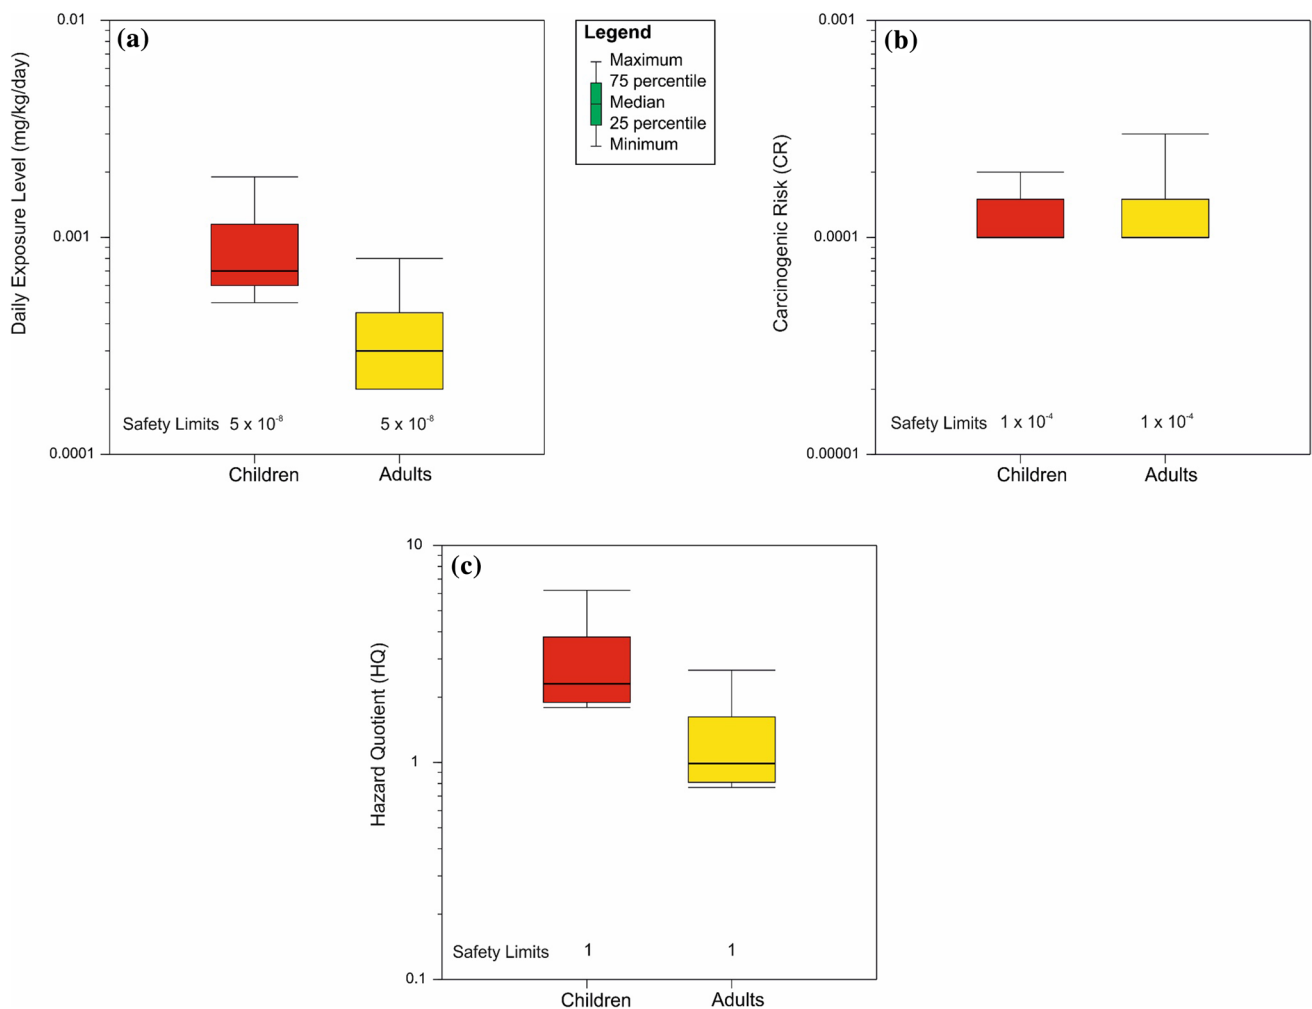 (a)
0.01
0.001
0.0001
Daily Exposure Level (mg/kg/day)
Safety Limits 5 x 10⁻⁸ 5 x 10⁻⁸
Children Adults
Legend
Maximum
75 percentile
Median
25 percentile
Minimum
(b)
0.001
0.0001
0.00001
Carcinogenic Risk (CR)
Safety Limits 1 x 10⁻⁴ 1 x 10⁻⁴
Children Adults
(c)
10
1
0.1
Hazard Quotient (HQ)
Safety Limits 1 1
Children Adults